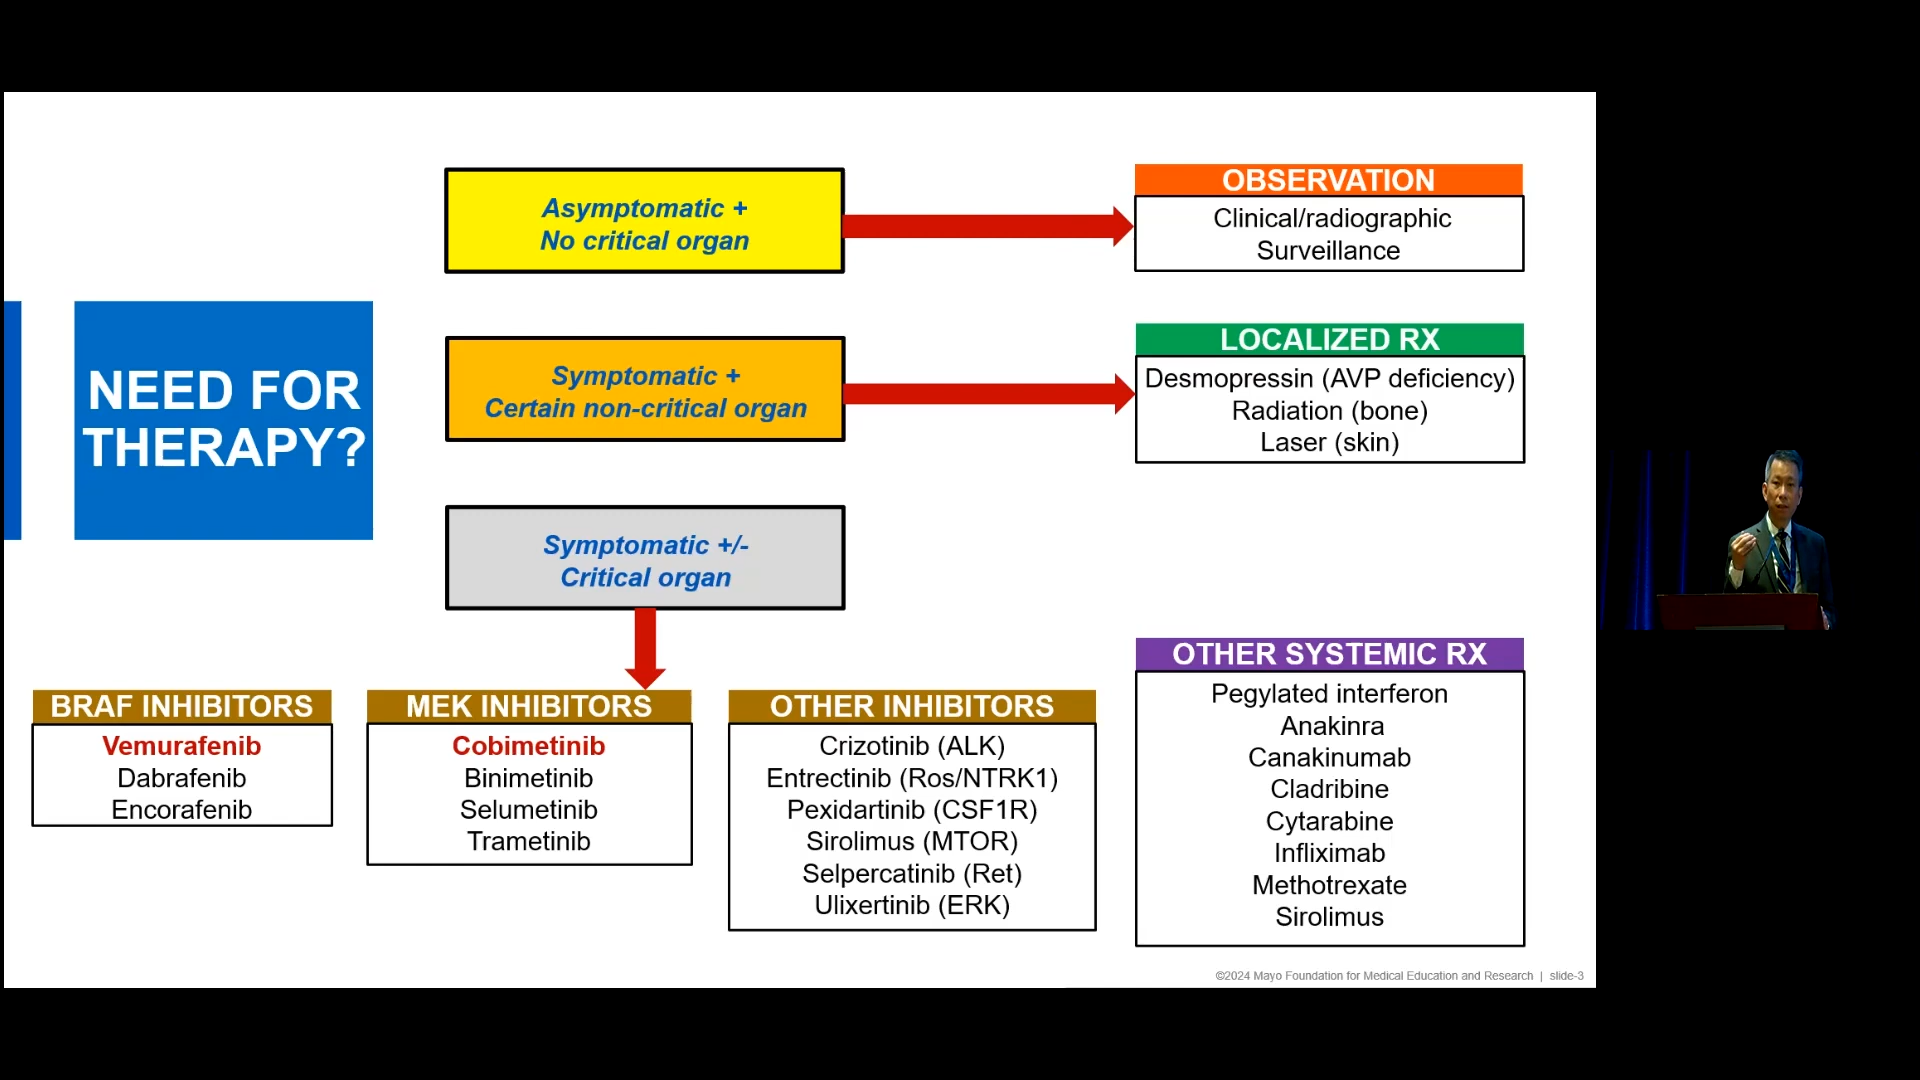 NEED FOR
THERAPY?
Asymptomatic +
No critical organ
OBSERVATION
Clinical/radiographic
Surveillance
Symptomatic +
Certain non-critical organ
LOCALIZED RX
Desmopressin (AVP deficiency)
Radiation (bone)
Laser (skin)
Symptomatic +/-
Critical organ
BRAF INHIBITORS
Vemurafenib
Dabrafenib
Encorafenib
MEK INHIBITORS
Cobimetinib
Binimetinib
Selumetinib
Trametinib
OTHER INHIBITORS
Crizotinib (ALK)
Entrectinib (Ros/NTRK1)
Pexidartinib (CSF1R)
Sirolimus (MTOR)
Selpercatinib (Ret)
Ulixertinib (ERK)
OTHER SYSTEMIC RX
Pegylated interferon
Anakinra
Canakinumab
Cladribine
Cytarabine
Infliximab
Methotrexate
Sirolimus
©2024 Mayo Foundation for Medical Education and Research | slide-3